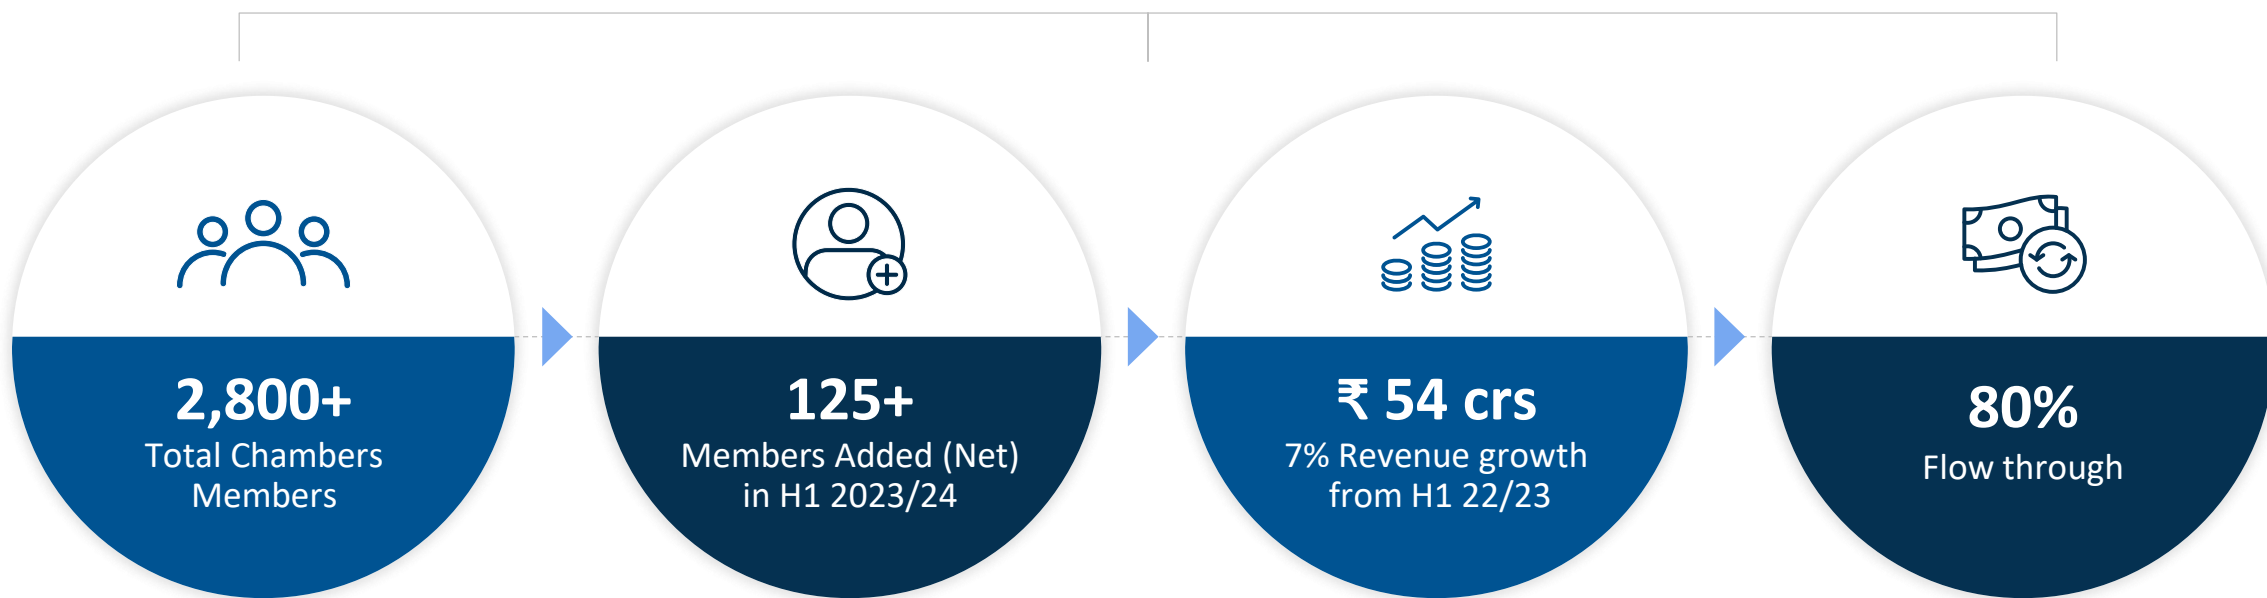 2,800+
Total Chambers
Members
125+
Members Added (Net)
in H1 2023/24
₹ 54 crs
7% Revenue growth
from H1 22/23
80%
Flow through